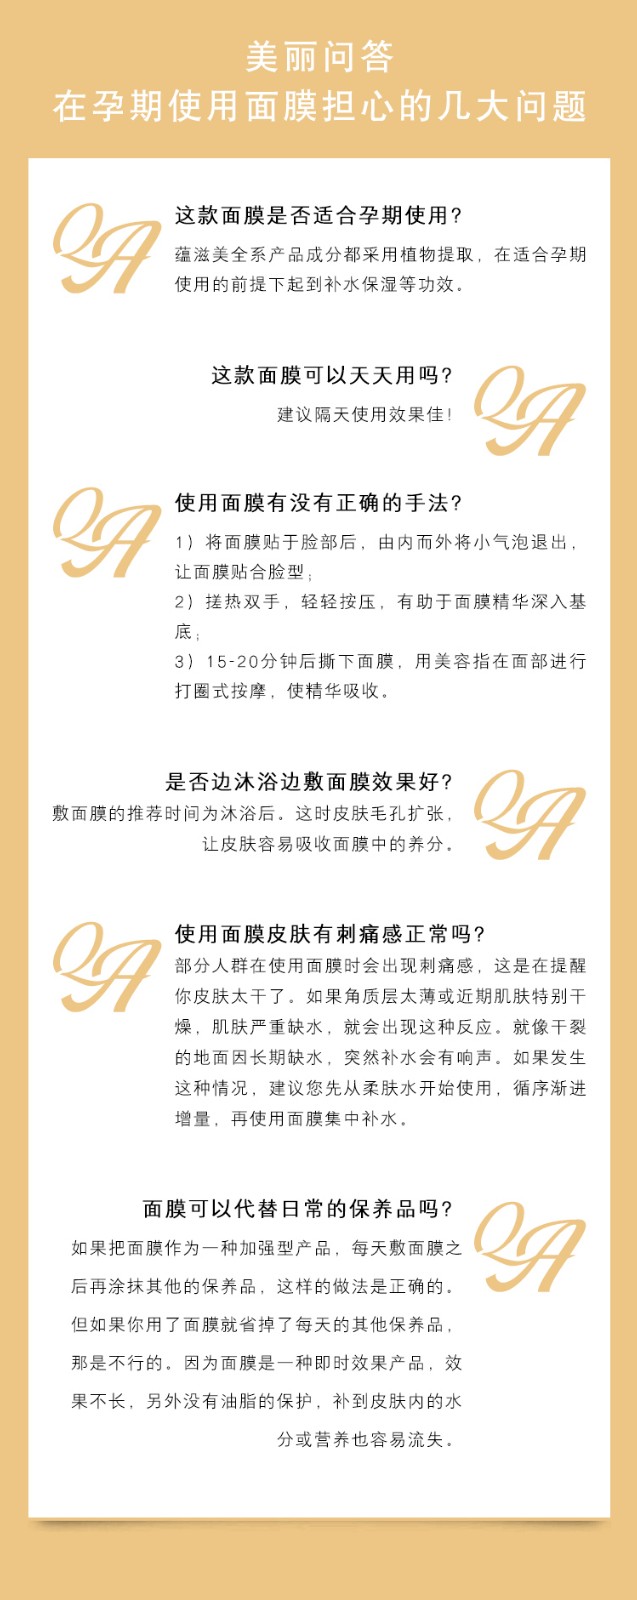 美丽问答
在孕期使用面膜担心的几大问题
QA
这款面膜是否适合孕期使用?
蕴滋美全系产品成分都采用植物提取，在适合孕期
使用的前提下起到补水保湿等功效。
这款面膜可以天天用吗?
建议隔天使用效果佳!
QA
QA
使用面膜有没有正确的手法?
1）将面膜贴于脸部后，由内而外将小气泡退出，
让面膜贴合脸型；
2）搓热双手，轻轻按压，有助于面膜精华深入基
底；
3）15-20分钟后撕下面膜，用美容指在面部进行
打圈式按摩，使精华吸收。
是否边沐浴边敷面膜效果好?
敷面膜的推荐时间为沐浴后。这时皮肤毛孔扩张，
让皮肤容易吸收面膜中的养分。
QA
QA
使用面膜皮肤有刺痛感正常吗?
部分人群在使用面膜时会出现刺痛感，这是在提醒
你皮肤太干了。如果角质层太薄或近期肌肤特别干
燥，肌肤严重缺水，就会出现这种反应。就像干裂
的地面因长期缺水，突然补水会有响声。如果发生
这种情况，建议您先从柔肤水开始使用，循序渐进
增量，再使用面膜集中补水。
面膜可以代替日常的保养品吗?
如果把面膜作为一种加强型产品，每天敷面膜之
后再涂抹其他的保养品，这样的做法是正确的。
但如果你用了面膜就省掉了每天的其他保养品，
那是不行的。因为面膜是一种即时效果产品，效
果不长，另外没有油脂的保护，补到皮肤内的水
分或营养也容易流失。
QA